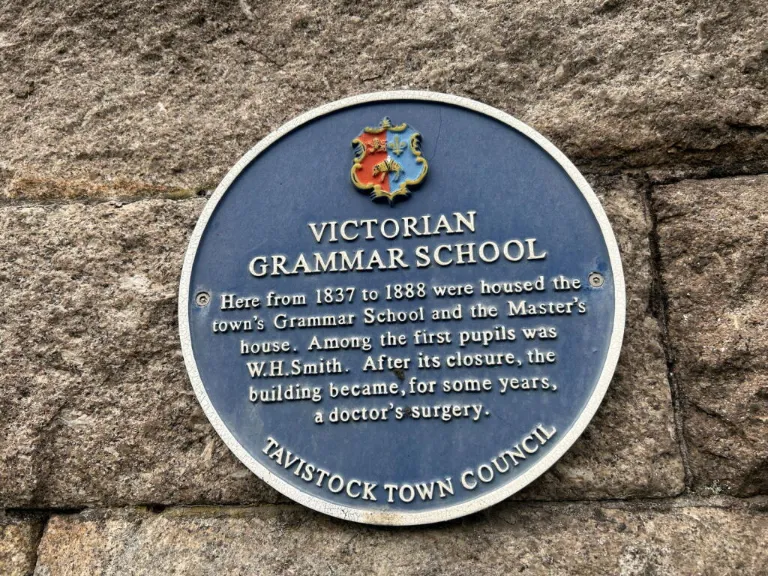 VICTORIAN
GRAMMAR SCHOOL
Here from 1837 to 1888 were housed the
town's Grammar School and the Master's
house. Among the first pupils was
W.H.Smith. After its closure, the
building became, for some years,
a doctor's surgery.
TAVISTOCK TOWN COUNCIL